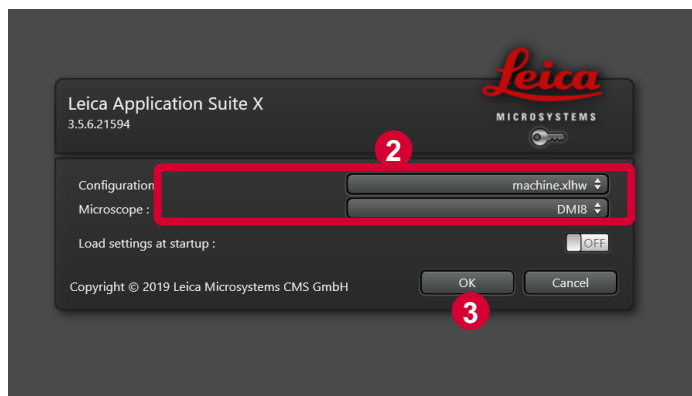 Leica
MICROSYSTEMS
Leica Application Suite X
3.5.6.21594
2
Configuration
machine.xlhw
Microscope :
DMI8
Load settings at startup :
OFF
Copyright © 2019 Leica Microsystems CMS GmbH
OK
Cancel
3